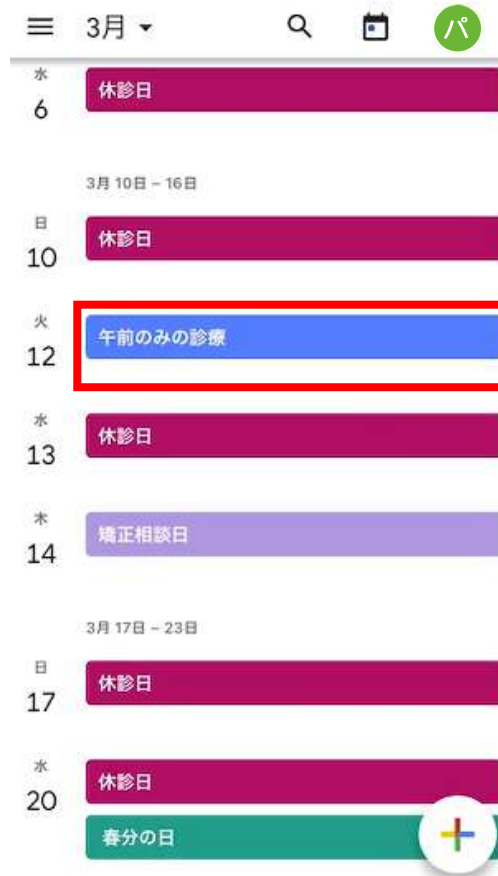 3月
パ
水
6
休診日
3月 10日 – 16日
日
10
休診日
火
12
午前のみの診療
水
13
休診日
木
14
矯正相談日
3月 17日 – 23日
日
17
休診日
水
20
休診日
春分の日